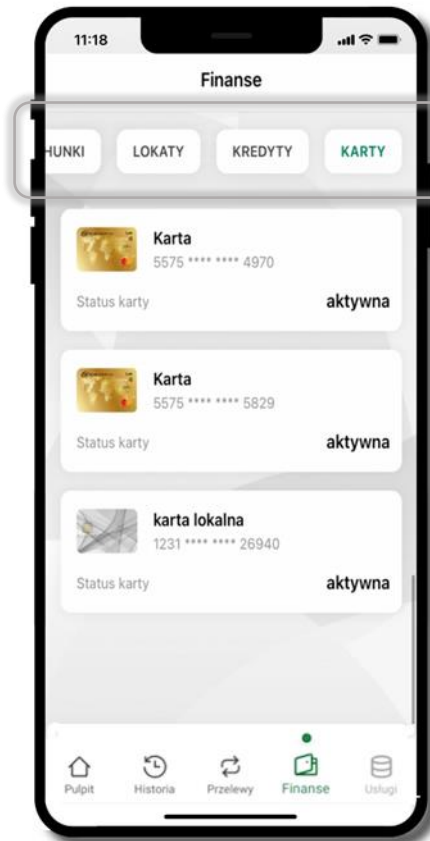 11:18
Finanse
HUNKI LOKATY KREDYTY KARTY
Karta
5575 **** **** 4970
Status karty aktywna
Karta
5575 **** **** 5829
Status karty aktywna
karta lokalna
1231 **** **** 26940
Status karty aktywna
Pulpit Historia Przelewy Finanse Usługi